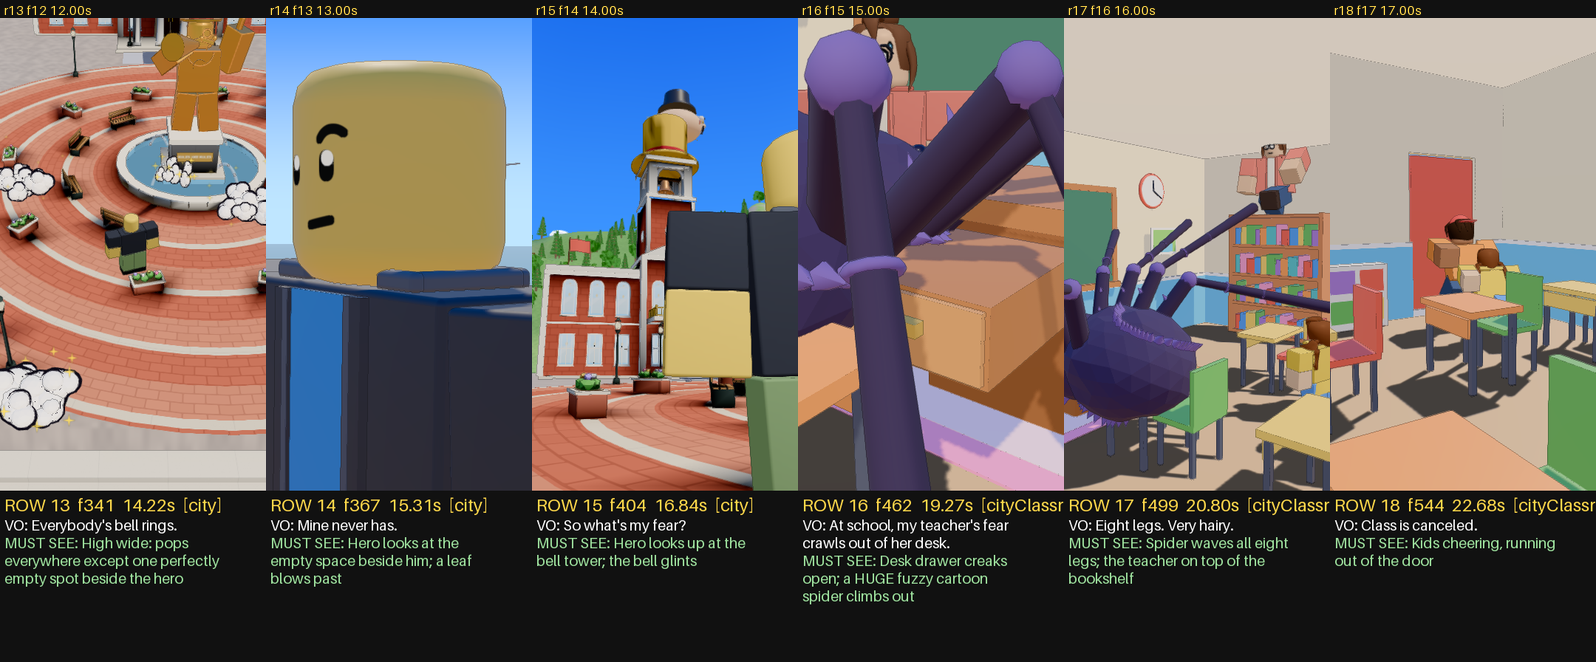 r13 f12 12.00s
r14 f13 13.00s
r15 f14 14.00s
r16 f15 15.00s
r17 f16 16.00s
r18 f17 17.00s
ROW 13 f341 14.22s [city]
VO: Everybody's bell rings.
MUST SEE: High wide: pops
everywhere except one perfectly
empty spot beside the hero
ROW 14 f367 15.31s [city]
VO: Mine never has.
MUST SEE: Hero looks at the
empty space beside him; a leaf
blows past
ROW 15 f404 16.84s [city]
VO: So what's my fear?
MUST SEE: Hero looks up at the
bell tower; the bell glints
ROW 16 f462 19.27s [cityClassr
VO: At school, my teacher's fear
crawls out of her desk.
MUST SEE: Desk drawer creaks
open; a HUGE fuzzy cartoon
spider climbs out
ROW 17 f499 20.80s [cityClassr
VO: Eight legs. Very hairy.
MUST SEE: Spider waves all eight
legs; the teacher on top of the
bookshelf
ROW 18 f544 22.68s [cityClassr
VO: Class is canceled.
MUST SEE: Kids cheering, running
out of the door